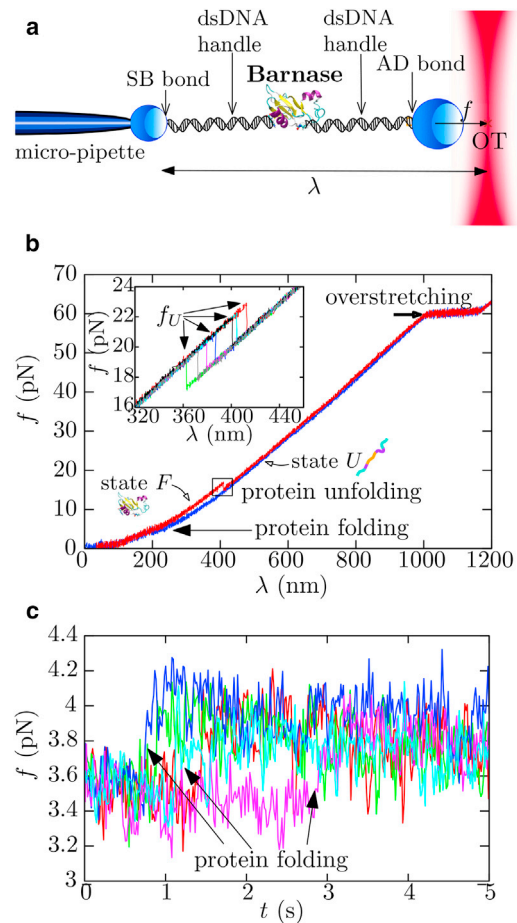 a
dsDNA
handle
dsDNA
handle
SB bond
Barnase
AD bond
f
OT
micro-pipette
λ
b
70
60
50
40
30
20
10
0
f (pN)
24
22
20
18
16
f (pN)
f_U
320
360
400
440
λ (nm)
overstretching
state U
state F
protein unfolding
protein folding
0
200
400
600
800
1000
1200
λ (nm)
c
4.4
4.2
4
3.8
3.6
3.4
3.2
3
f (pN)
protein folding
0
1
2
3
4
5
t (s)